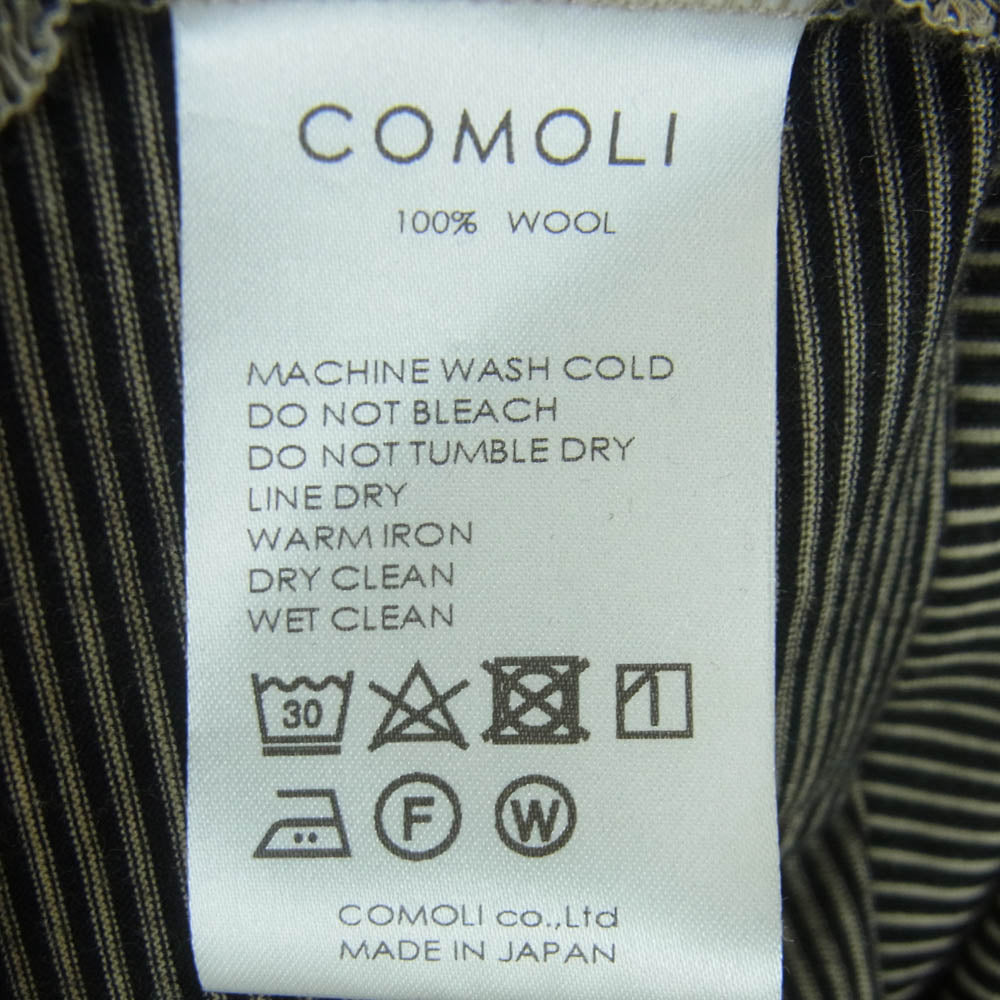 COMOLI
100% WOOL
MACHINE WASH COLD
DO NOT BLEACH
DO NOT TUMBLE DRY
LINE DRY
WARM IRON
DRY CLEAN
WET CLEAN
30
F W
COMOLI co.,Ltd
MADE IN JAPAN